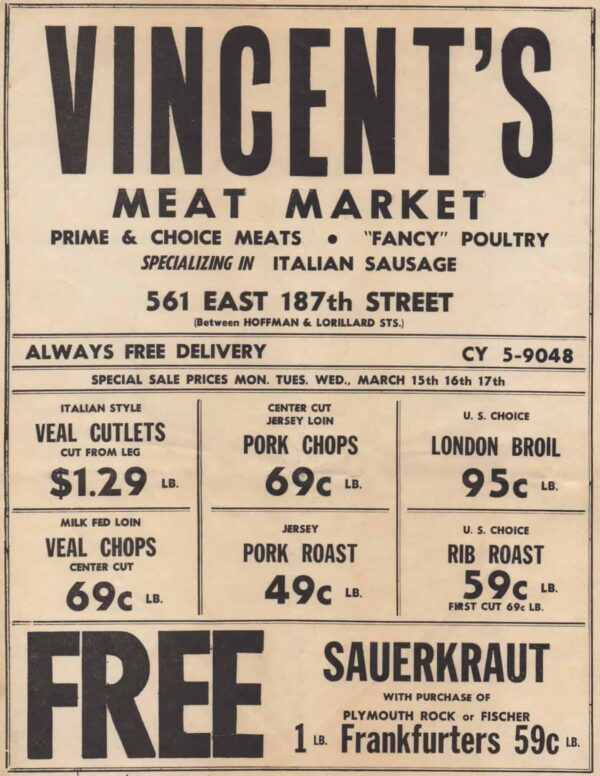 VINCENT'S
MEAT MARKET
PRIME & CHOICE MEATS • "FANCY" POULTRY
SPECIALIZING IN ITALIAN SAUSAGE
561 EAST 187th STREET
(Between HOFFMAN & LORILLARD STS.)
ALWAYS FREE DELIVERY CY 5-9048
SPECIAL SALE PRICES MON. TUES. WED., MARCH 15th 16th 17th
ITALIAN STYLE
VEAL CUTLETS
CUT FROM LEG
$1.29 LB.
CENTER CUT
JERSEY LOIN
PORK CHOPS
69c LB.
U. S. CHOICE
LONDON BROIL
95c LB.
MILK FED LOIN
VEAL CHOPS
CENTER CUT
69c LB.
JERSEY
PORK ROAST
49c LB.
U. S. CHOICE
RIB ROAST
59c LB.
FIRST CUT 69c LB.
FREE
SAUERKRAUT
WITH PURCHASE OF
PLYMOUTH ROCK or FISCHER
1 LB. Frankfurters 59c LB.